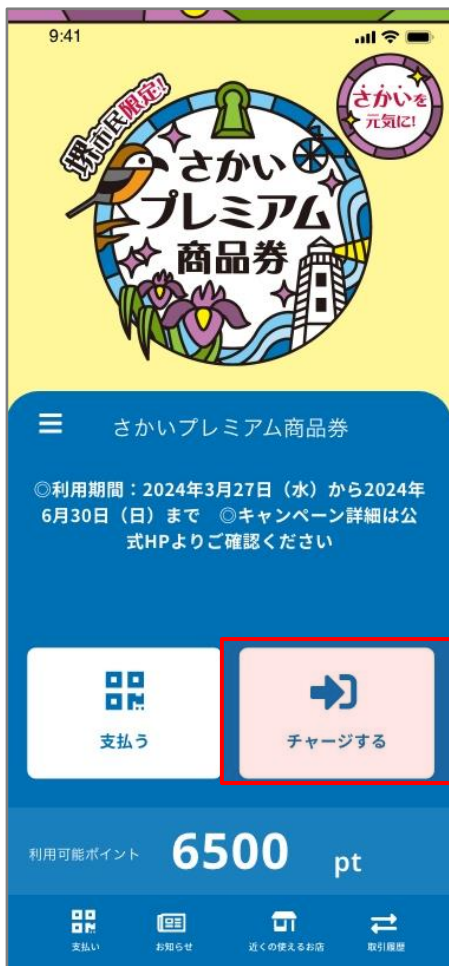 9:41
堺市民限定!
さかいを
元気に!
さかい
プレミアム
商品券
さかいプレミアム商品券
◎利用期間：2024年3月27日（水）から2024年
6月30日（日）まで　◎キャンペーン詳細は公
式HPよりご確認ください
支払う
チャージする
利用可能ポイント 6500 pt
支払い
お知らせ
近くの使えるお店
取引履歴